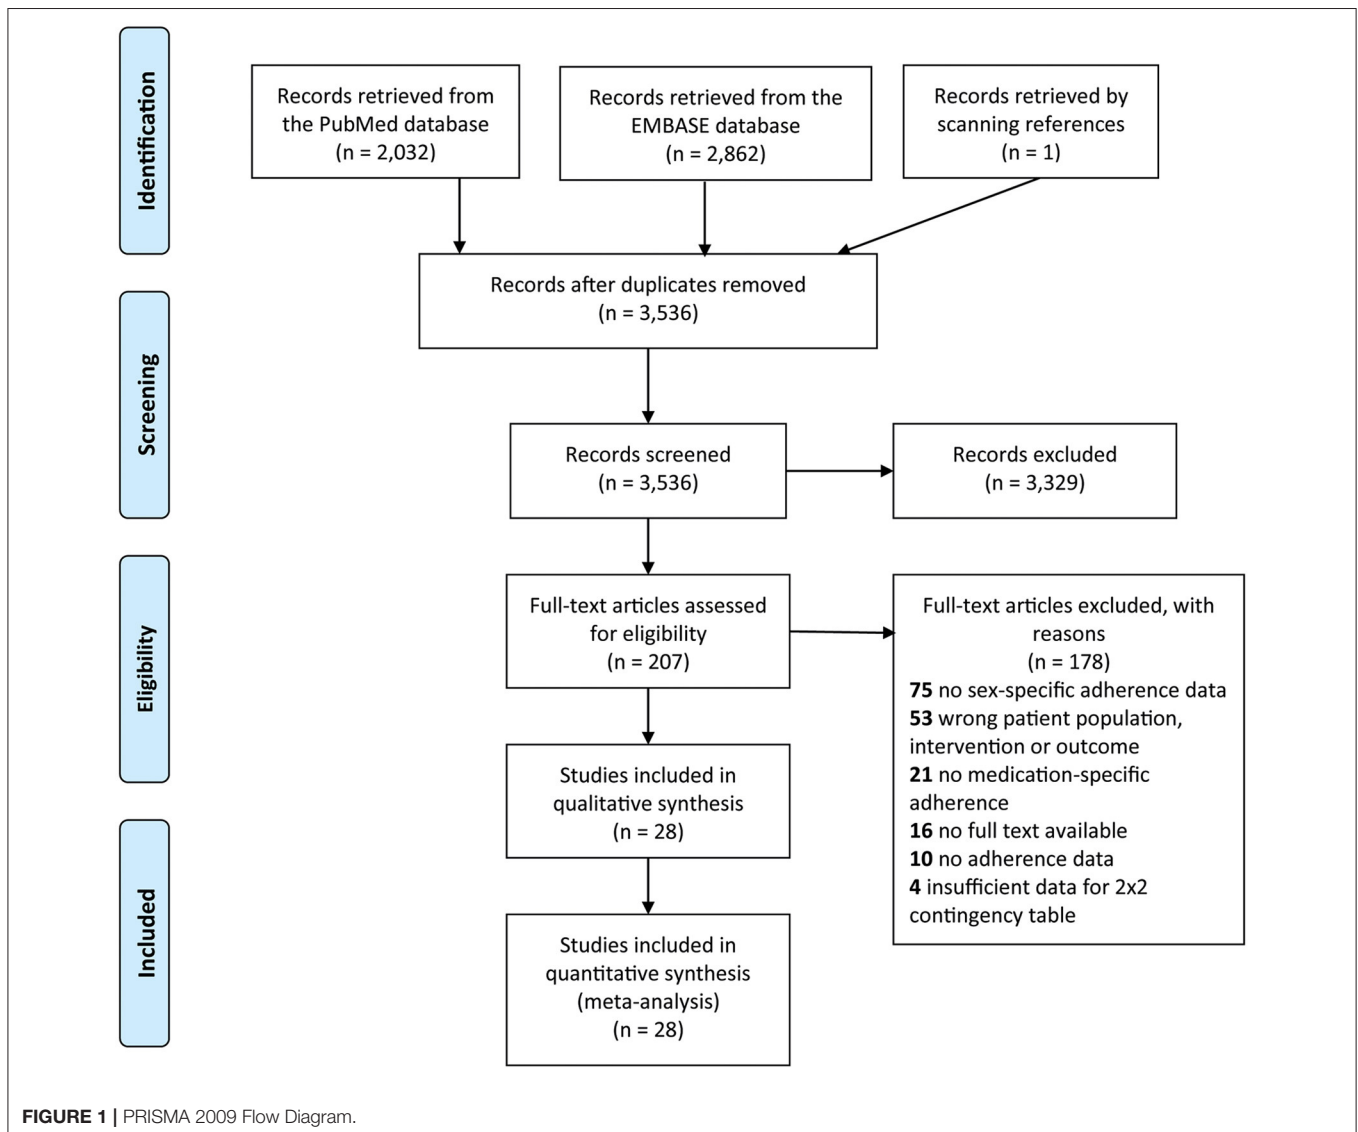 Identification
Records retrieved from
the PubMed database
(n = 2,032)
Records retrieved from the
EMBASE database
(n = 2,862)
Records retrieved by
scanning references
(n = 1)
Records after duplicates removed
(n = 3,536)
Screening
Records screened
(n = 3,536)
Records excluded
(n = 3,329)
Eligibility
Full-text articles assessed
for eligibility
(n = 207)
Full-text articles excluded, with
reasons
(n = 178)
75 no sex-specific adherence data
53 wrong patient population,
intervention or outcome
21 no medication-specific
adherence
16 no full text available
10 no adherence data
4 insufficient data for 2x2
contingency table
Studies included in
qualitative synthesis
(n = 28)
Included
Studies included in
quantitative synthesis
(meta-analysis)
(n = 28)
FIGURE 1 | PRISMA 2009 Flow Diagram.